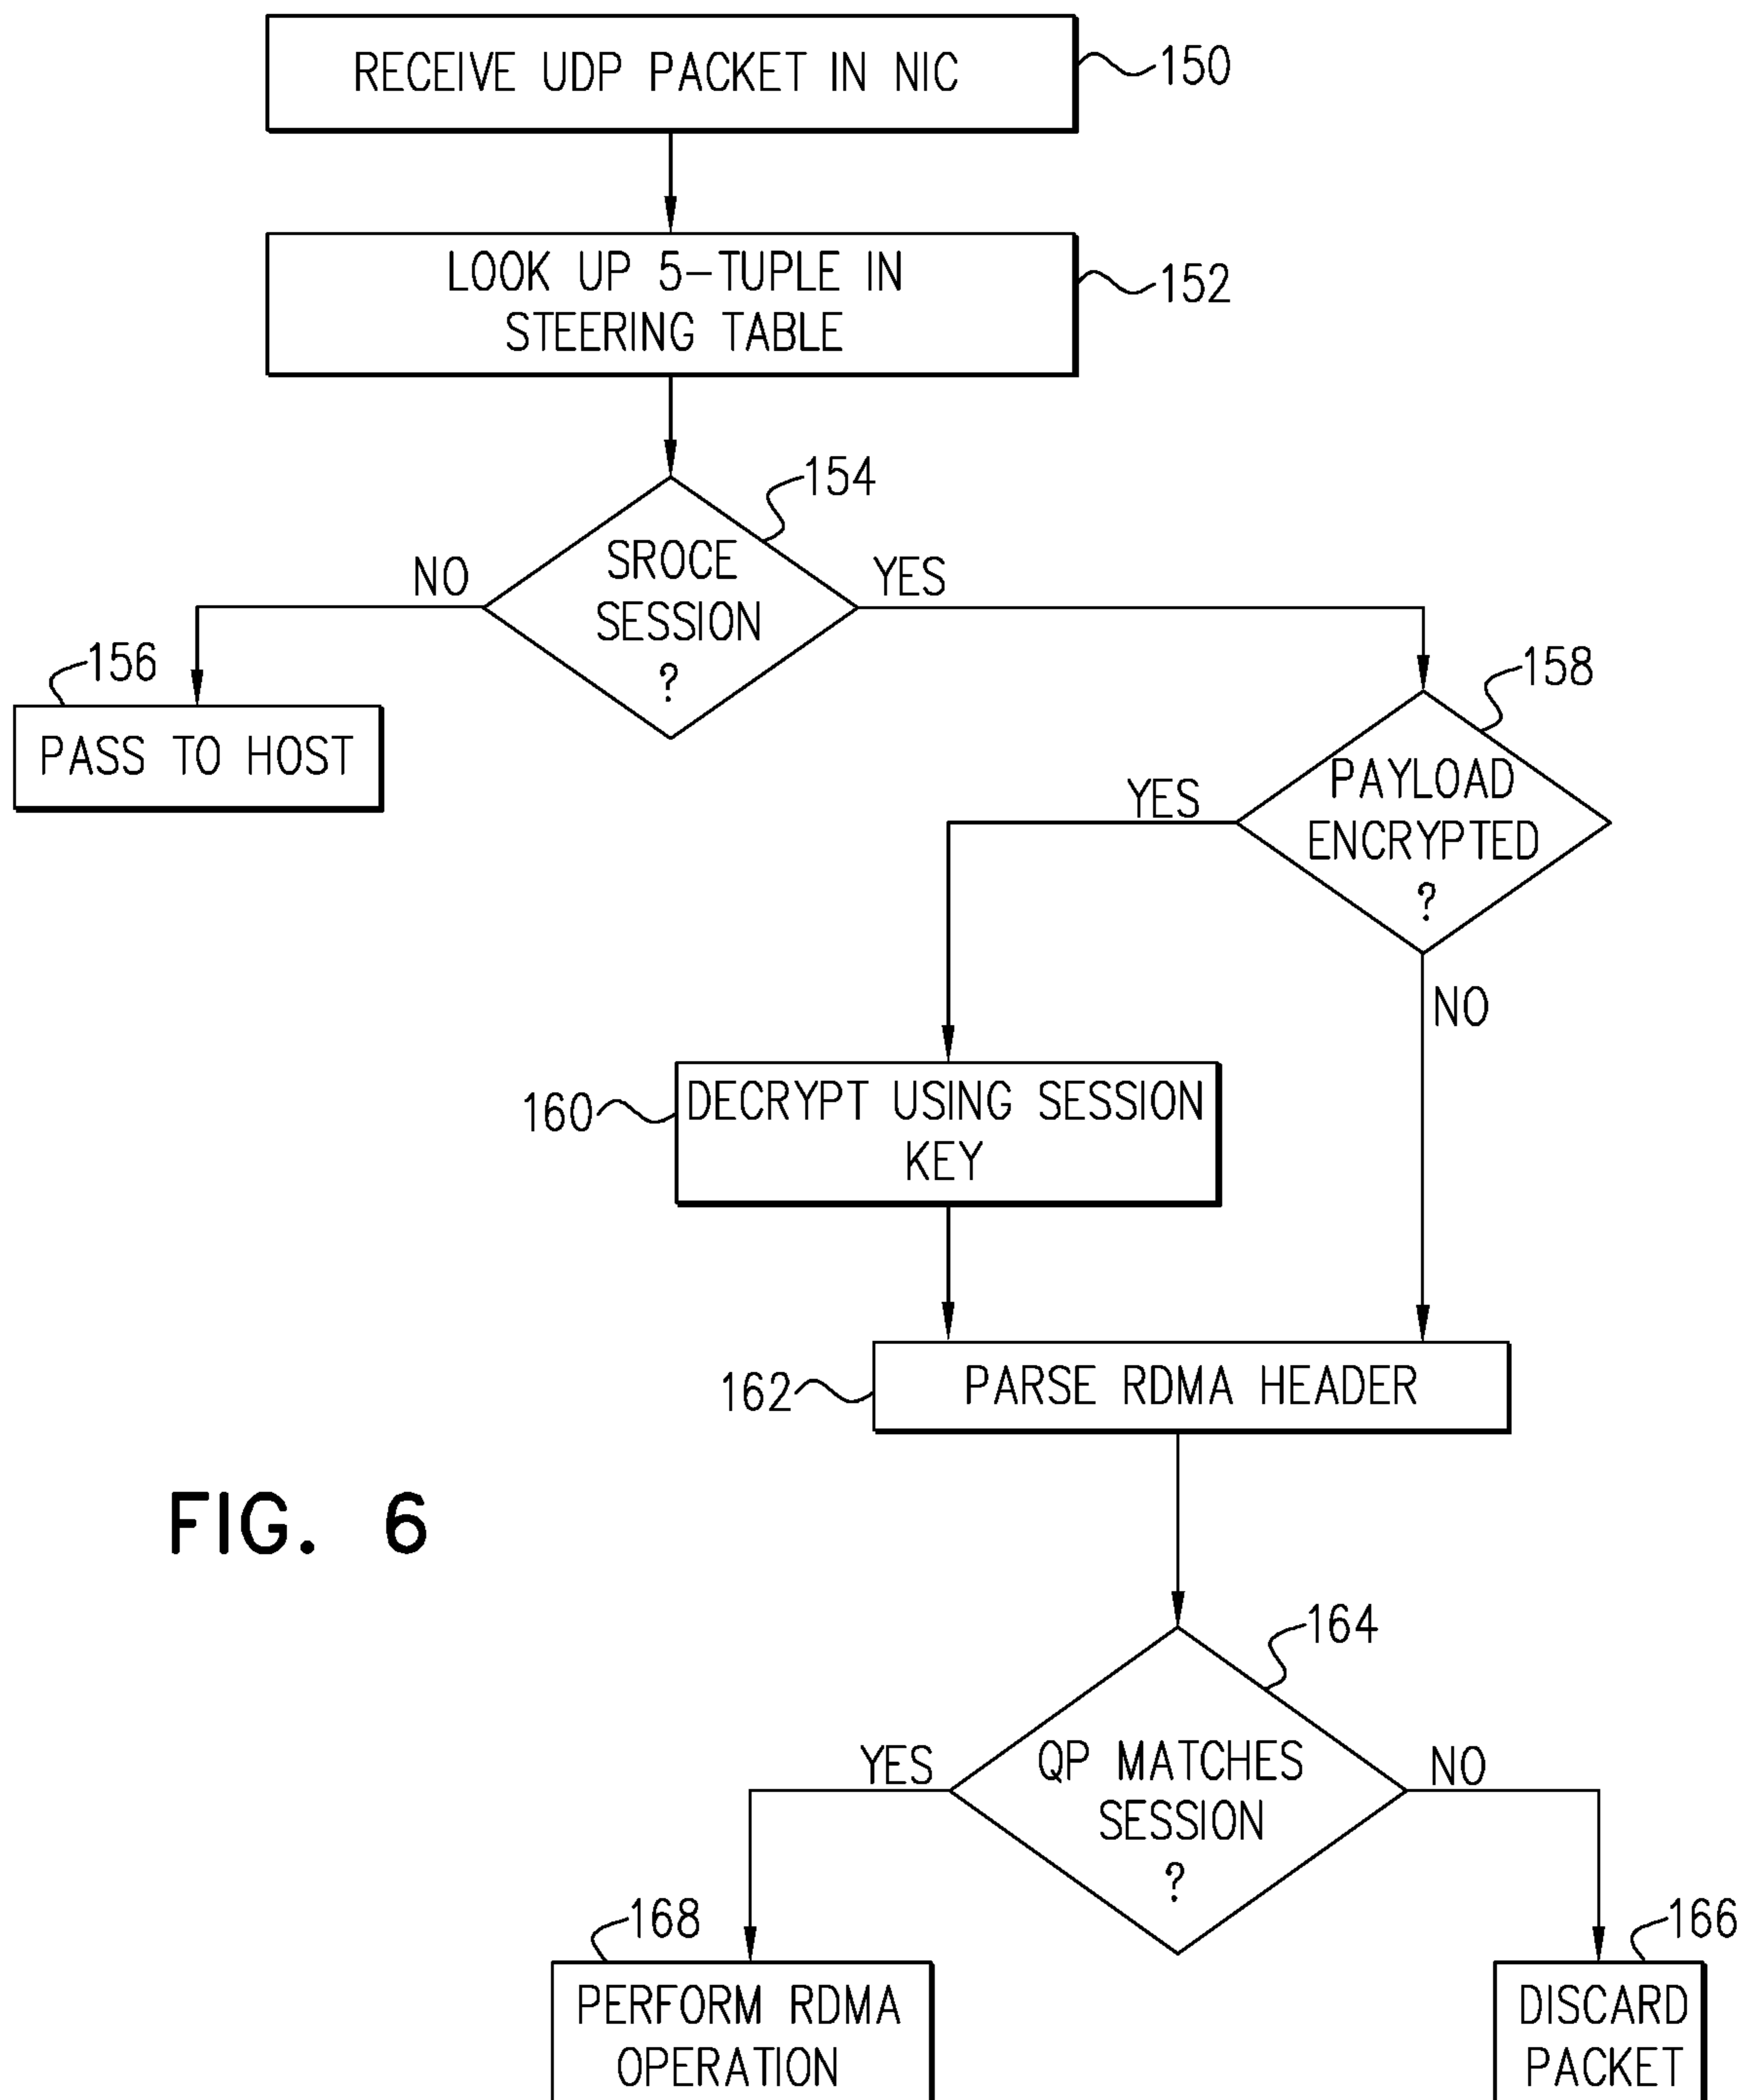 RECEIVE UDP PACKET IN NIC
150
LOOK UP 5-TUPLE IN
STEERING TABLE
152
154
SROCE
SESSION
?
NO
YES
156
PASS TO HOST
158
PAYLOAD
ENCRYPTED
?
YES
NO
160
DECRYPT USING SESSION
KEY
162
PARSE RDMA HEADER
FIG. 6
164
QP MATCHES
SESSION
?
YES
NO
168
PERFORM RDMA
OPERATION
166
DISCARD
PACKET